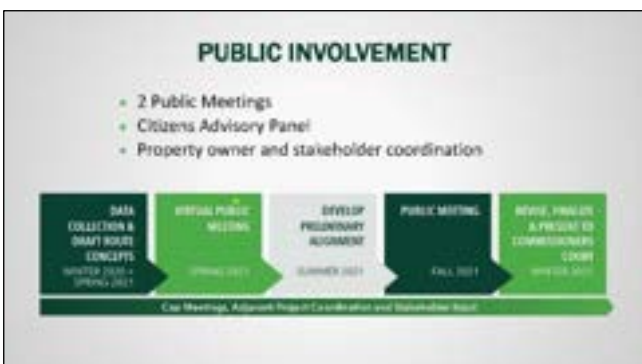 PUBLIC INVOLVEMENT
2 Public Meetings
Citizens Advisory Panel
Property owner and stakeholder coordination
DATA
COLLECTION &
DRAFT ROUTE
CONCEPTS
WINTER 2020 –
SPRING 2021
VIRTUAL PUBLIC
MEETING
SPRING 2021
DEVELOP
PRELIMINARY
ALIGNMENT
SUMMER 2021
PUBLIC MEETING
FALL 2021
REVISE, FINALIZE
& PRESENT TO
COMMISSIONERS
COURT
WINTER 2021
Cap Meetings, Adjacent Project Coordination and Stakeholder Input